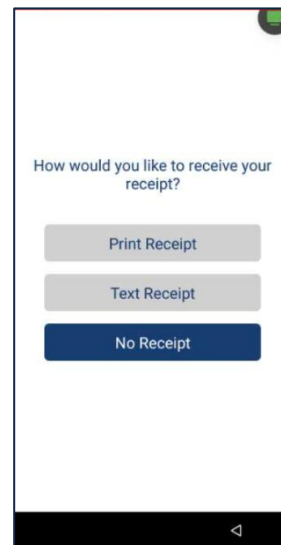 How would you like to receive your
receipt?
Print Receipt
Text Receipt
No Receipt